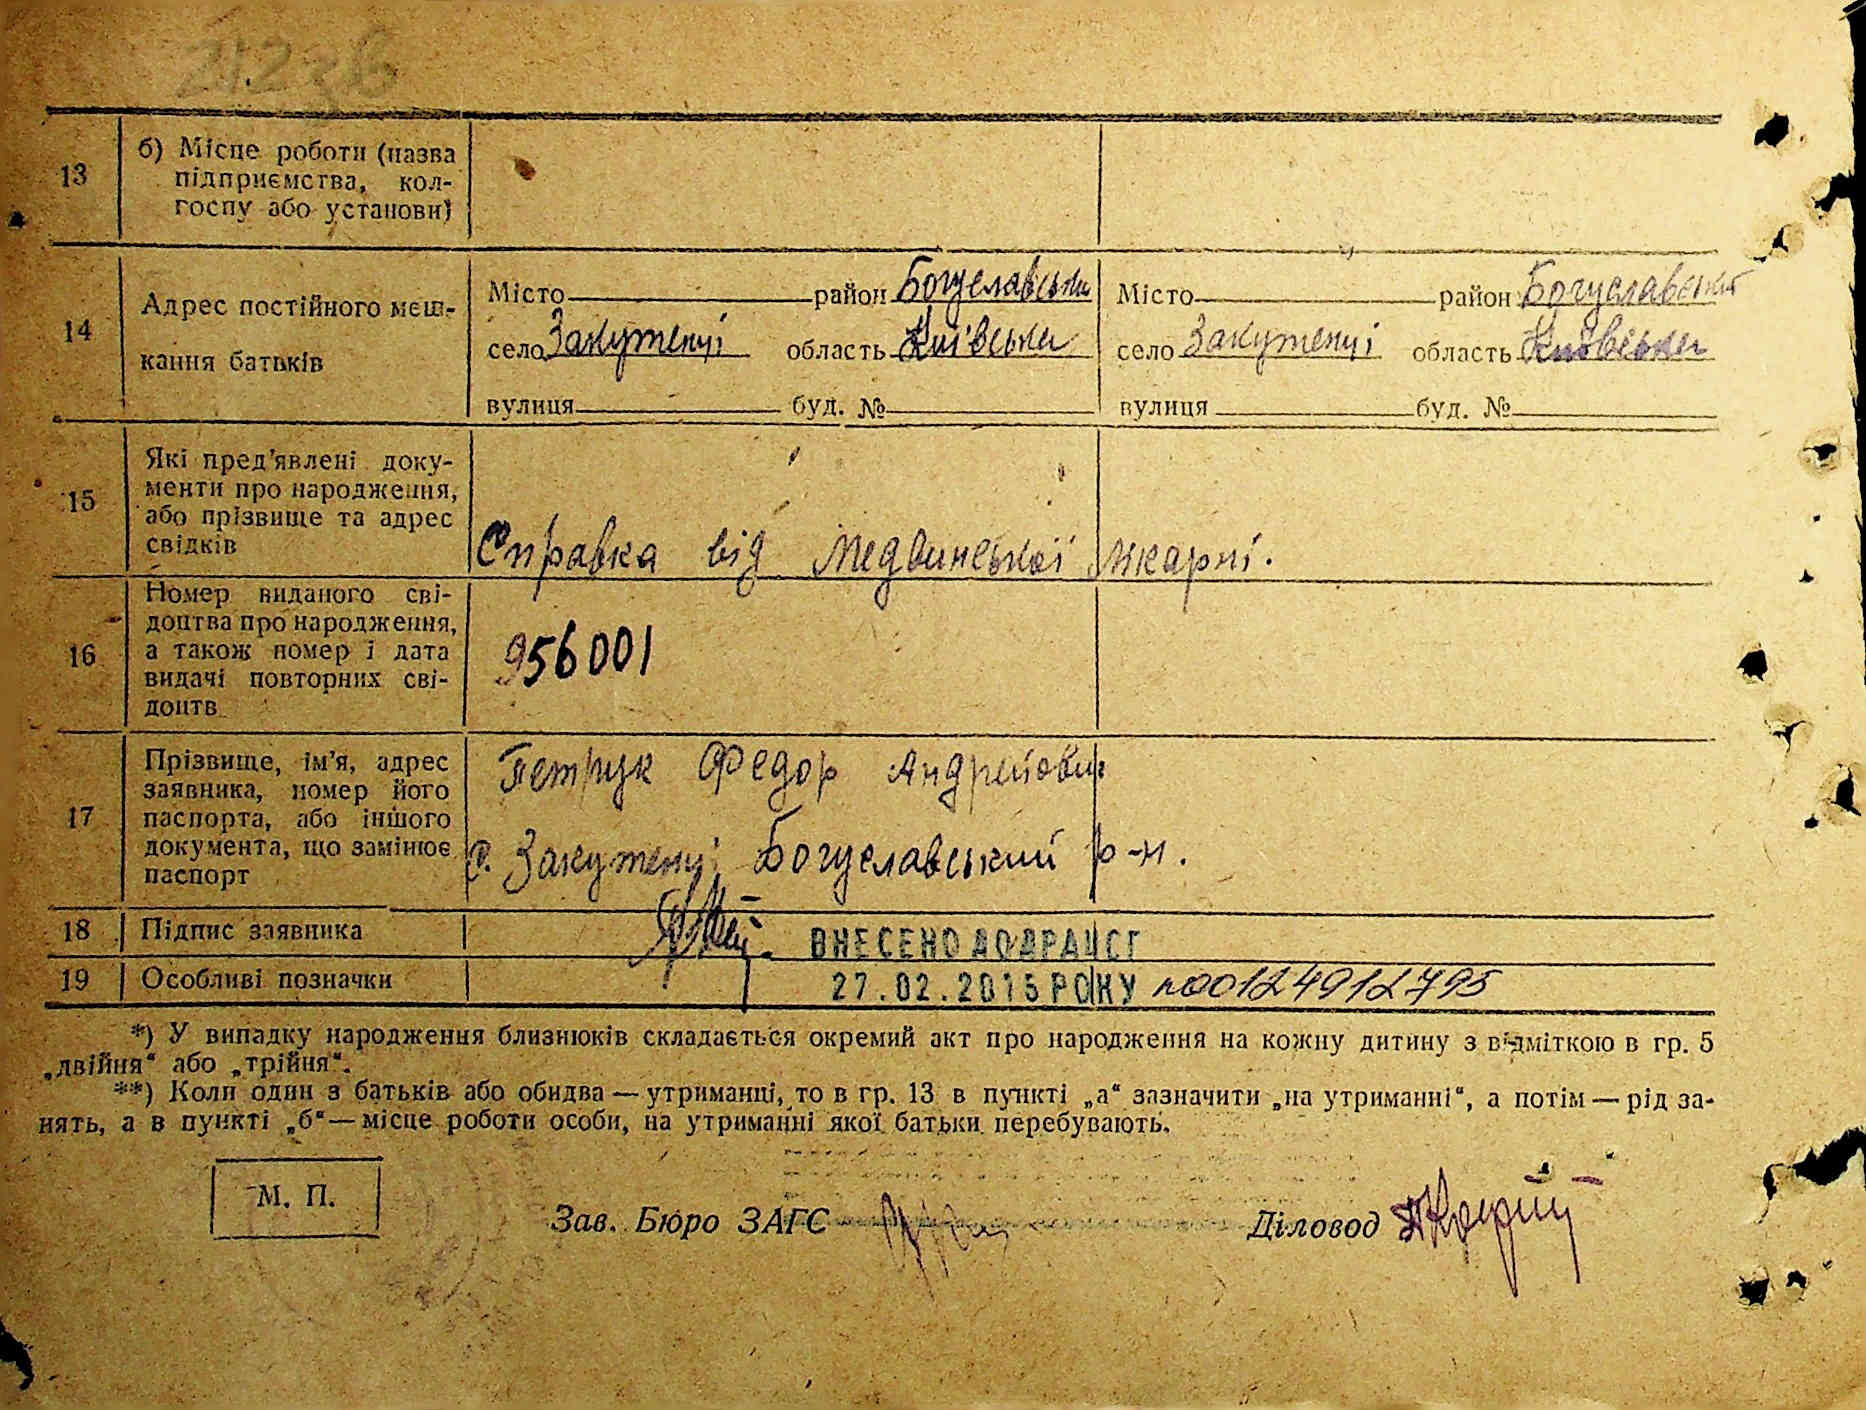 212зв
13 б) Місце роботи (назва
підприємства, кол-
госпу або установи)
14 Адрес постійного меш-
кання батьків
Місто район Богуславськи
село Закутенці область Київська
вулиця буд. №
Місто район Богуславський
село Закутенці область Київська
вулиця буд. №
15 Які пред'явлені доку-
менти про народження,
або прізвище та адрес
свідків
Справка від Медвинської лікарні.
16 Номер виданого сві-
доцтва про народження,
а також номер і дата
видачі повторних сві-
доцтв
956001
17 Прізвище, ім'я, адрес
заявника, номер його
паспорта, або іншого
документа, що замінює
паспорт
Петрук Федор Андрейович
с. Закутенці Богуславський р-н.
18 Підпис заявника
ВНЕСЕНО ДО ДРАЦСГ
19 Особливі позначки
27.02.2015 РОКУ №00124912795
*) У випадку народження близнюків складається окремий акт про народження на кожну дитину з відміткою в гр. 5
„двійня“ або „трійня“.
**) Коли один з батьків або обидва — утриманці, то в гр. 13 в пункті „а“ зазначити „на утриманні“, а потім — рід за-
нять, а в пункті „б“ — місце роботи особи, на утриманні якої батьки перебувають.
М. П.
Зав. Бюро ЗАГС
Діловод